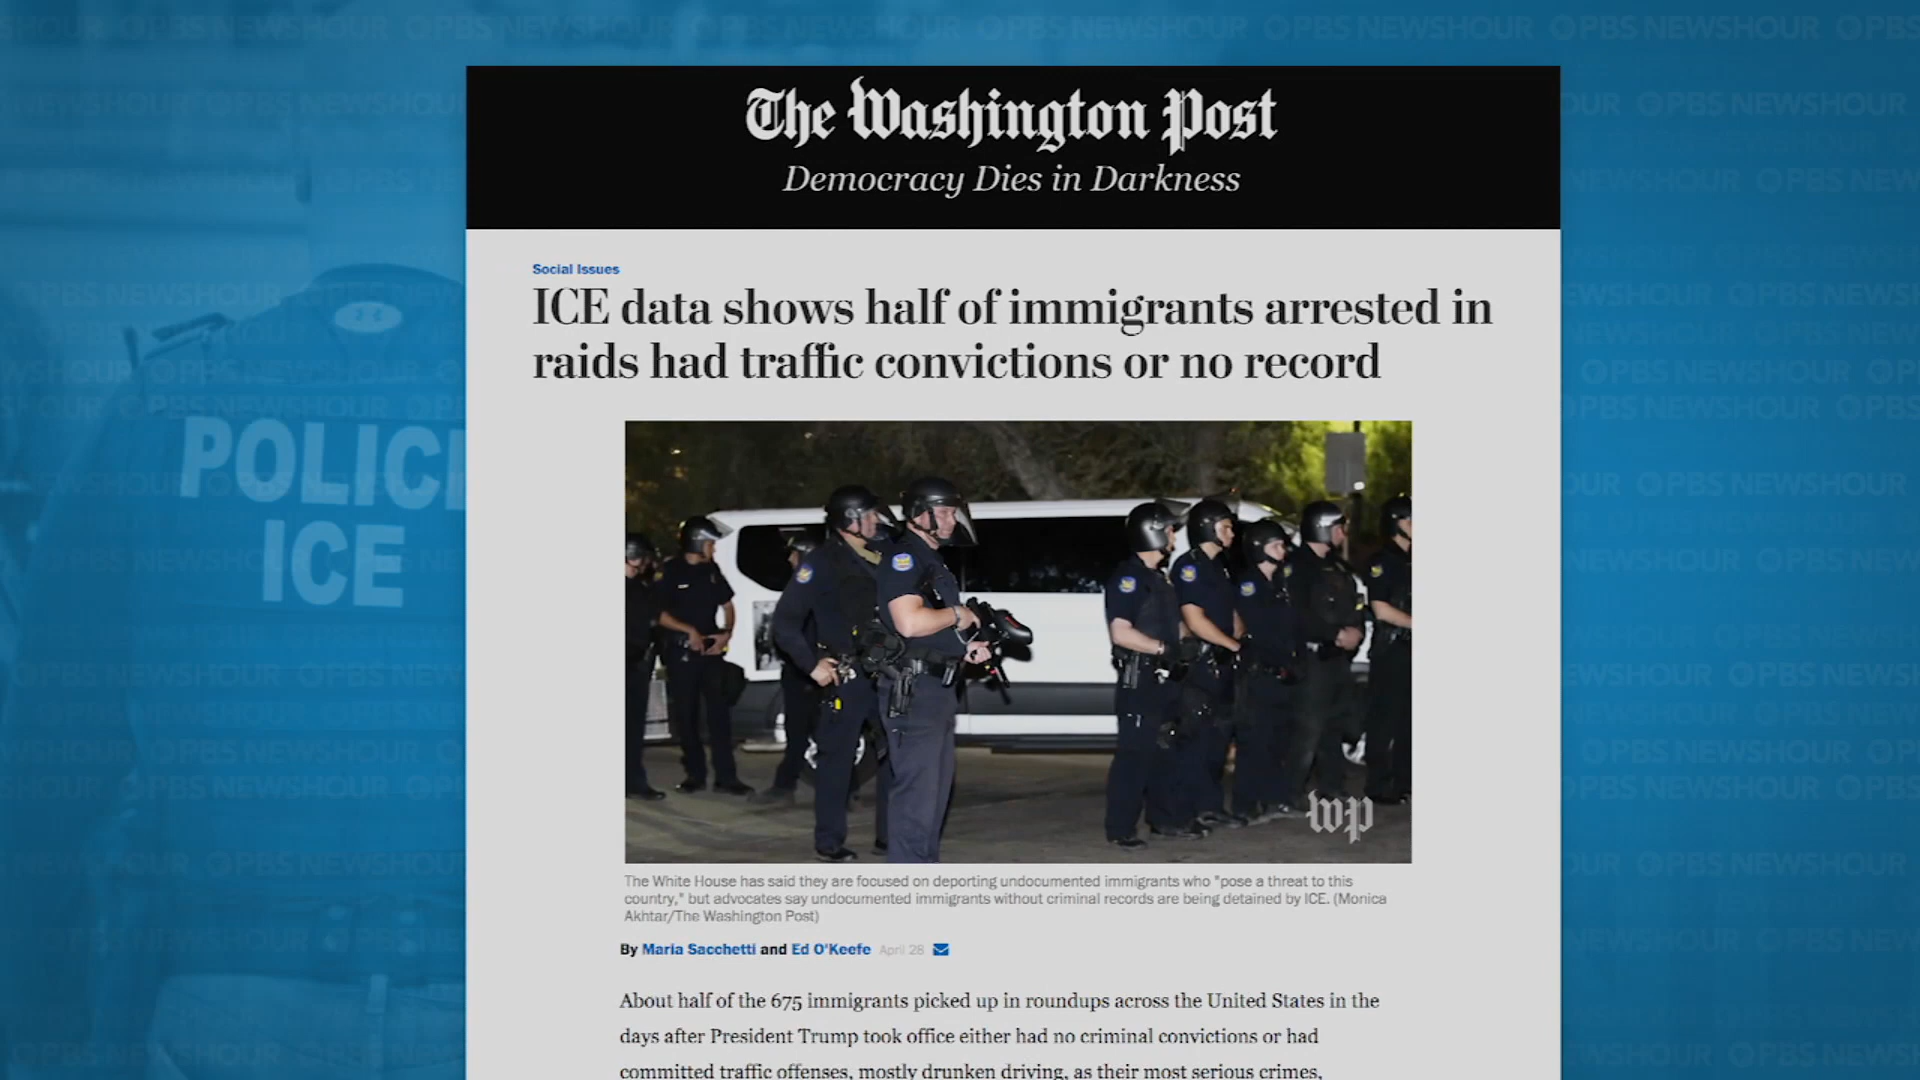 The Washington Post
Democracy Dies in Darkness
Social Issues
ICE data shows half of immigrants arrested in
raids had traffic convictions or no record
wp
The White House has said they are focused on deporting undocumented immigrants who "pose a threat to this
country," but advocates say undocumented immigrants without criminal records are being detained by ICE. (Monica
Akhtar/The Washington Post)
By Maria Sacchetti and Ed O'Keefe April 28
About half of the 675 immigrants picked up in roundups across the United States in the
days after President Trump took office either had no criminal convictions or had
committed traffic offenses, mostly drunken driving, as their most serious crimes,
POLICE
ICE
PBS NEWSHOUR